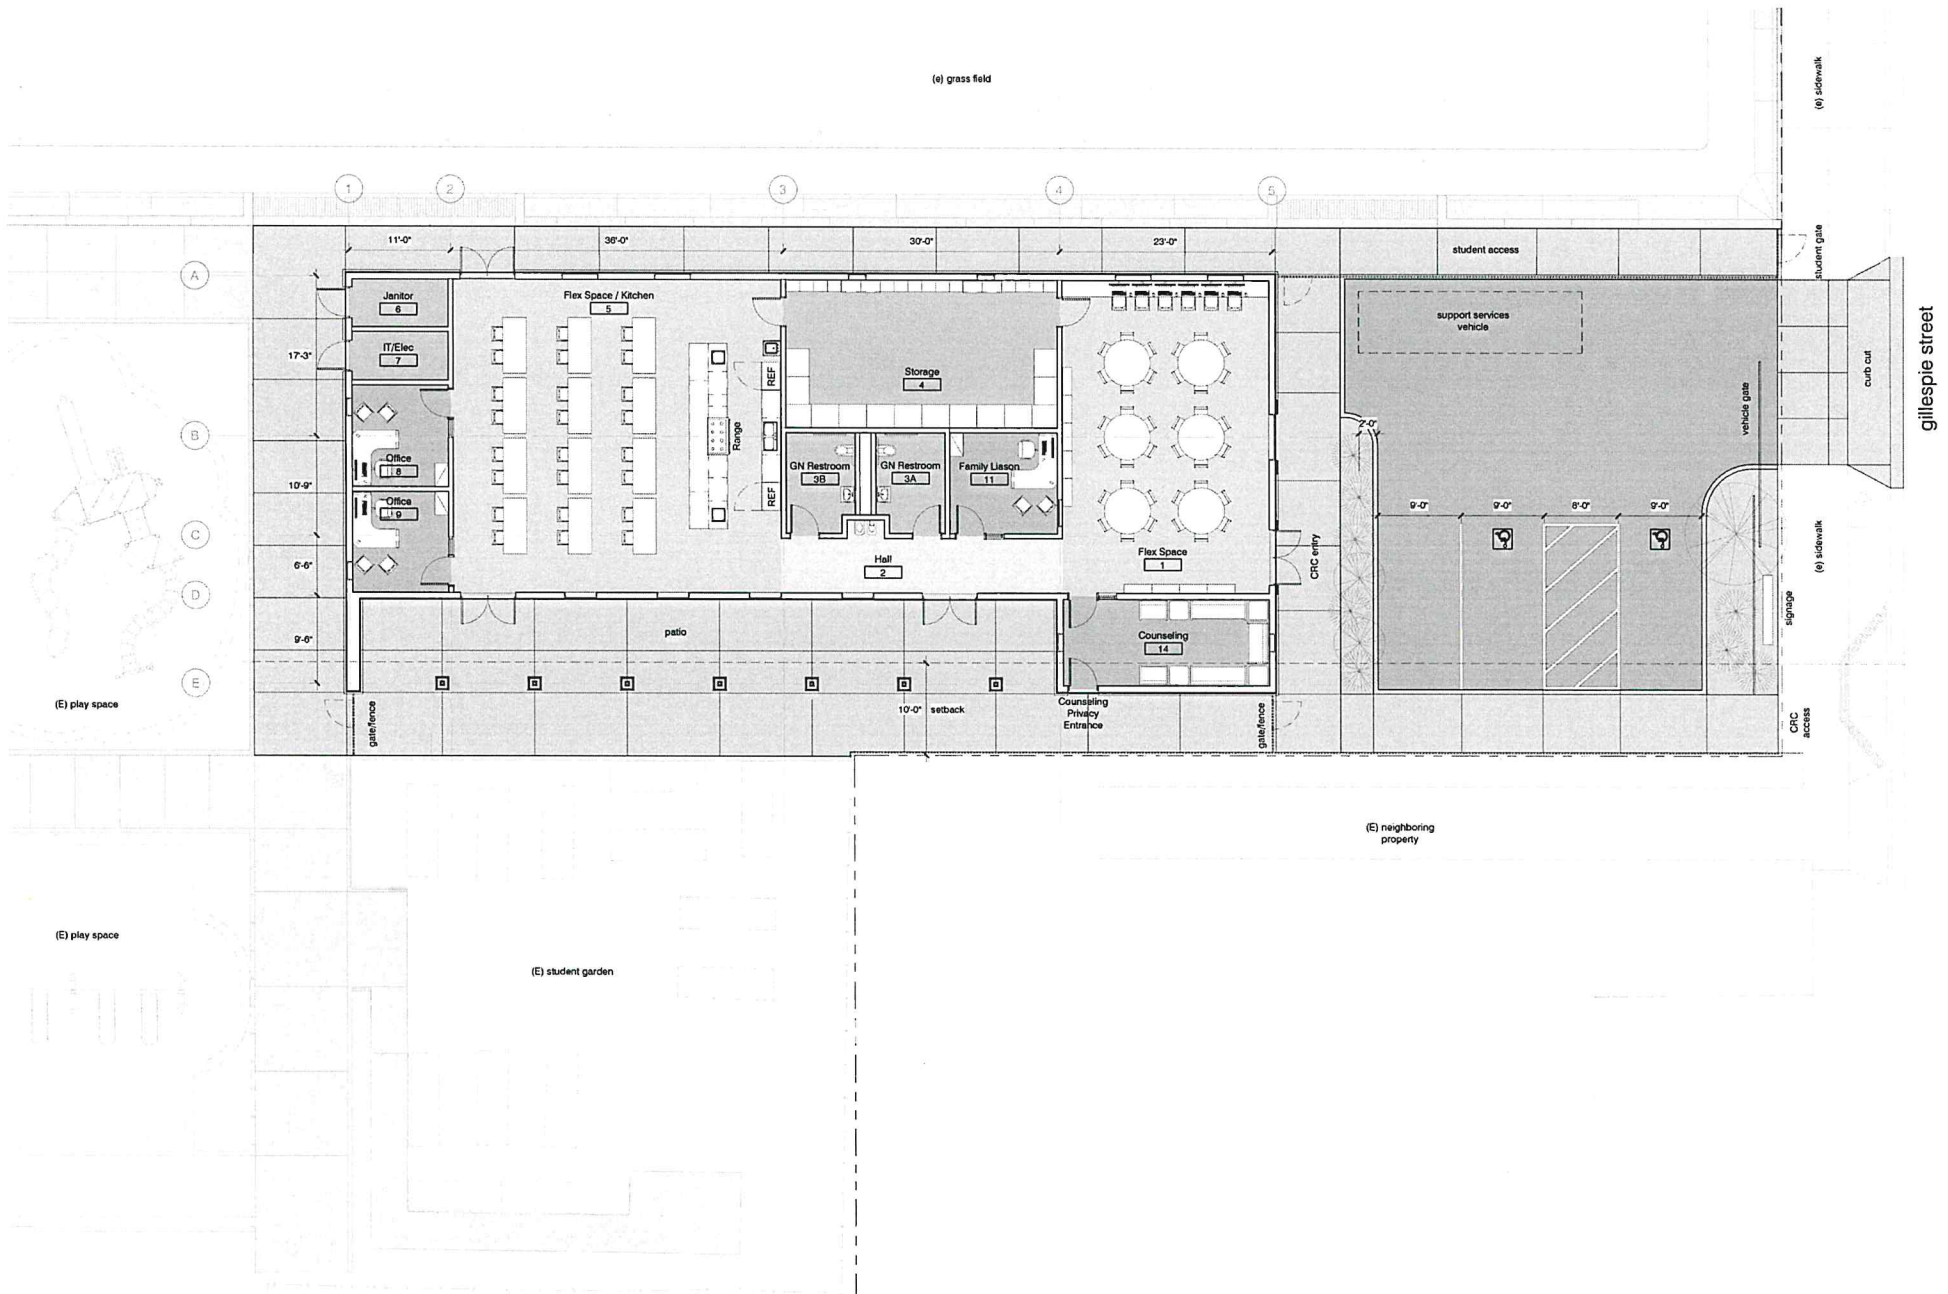 (e) grass field
(e) sidewalk
1
2
3
4
5
11'-0"
36'-0"
30'-0"
23'-0"
student access
student gate
A
Janitor
6
Flex Space / Kitchen
5
support services
vehicle
17'-3"
IT/Elec
7
REF
Storage
4
vehicle gate
curb cut
gillespie street
B
2'-0"
Range
Office
8
GN Restroom
3B
GN Restroom
3A
Family Liason
11
10'-9"
REF
Office
9
9'-0"
9'-0"
8'-0"
9'-0"
C
6'-6"
Hall
2
Flex Space
1
CRC entry
(e) sidewalk
D
signage
9'-6"
patio
Counseling
14
E
(E) play space
gate/fence
10'-0" setback
Counseling
Privacy
Entrance
gate/fence
CRC
access
(E) neighboring
property
(E) play space
(E) student garden